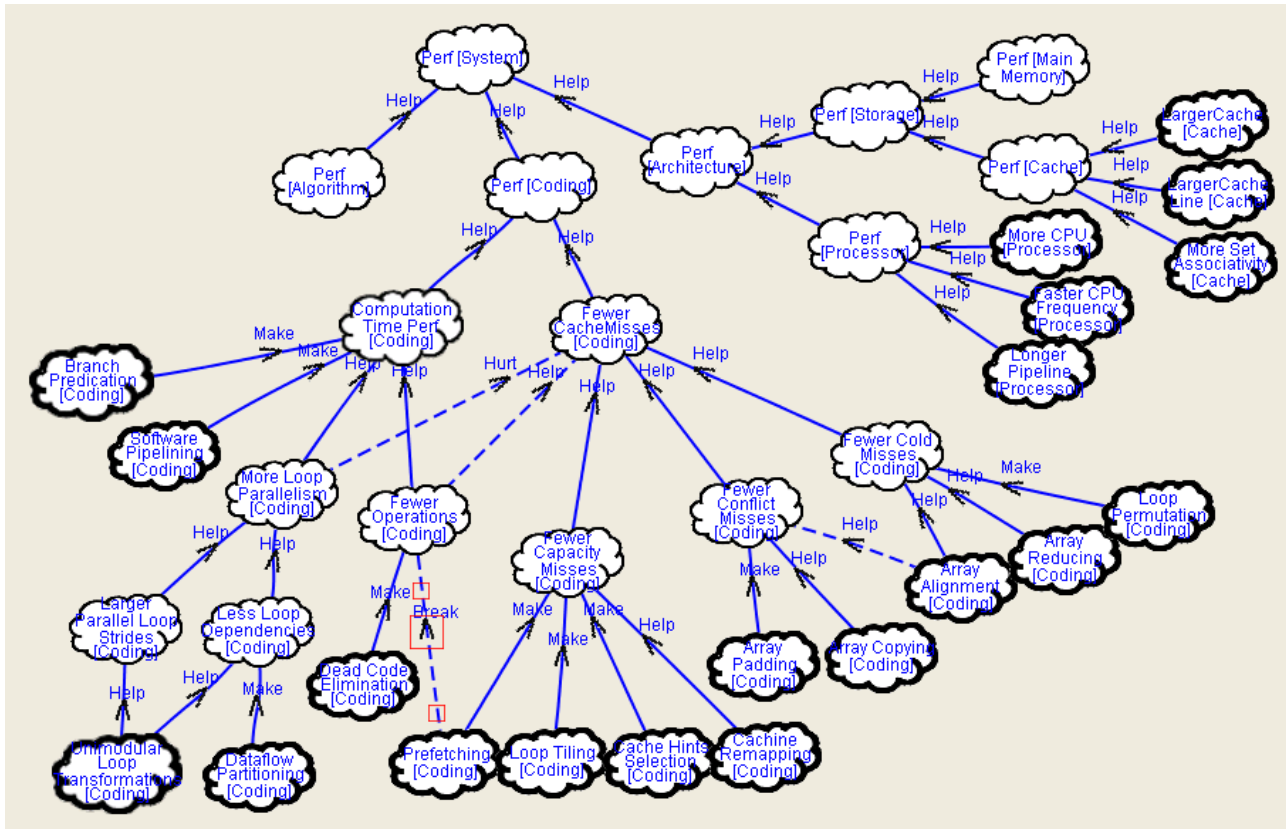 Perf [System]
Perf [Main
Memory]
Help
Help
Help
Help
Help
Perf [Storage]
LargerCache
[Cache]
Help
Help
Help
Perf
[Algorithm]
Perf [Coding]
Perf
[Architecture]
Perf [Cache]
Help
LargerCache
Line [Cache]
Help
Help
Help
Help
Help
Perf
[Processor]
More CPU
[Processor]
More Set
Associativity
[Cache]
Help
Help
Faster CPU
Frequency
[Processor]
Computation
Time Perf
[Coding]
Fewer
CacheMisses
[Coding]
Longer
Pipeline
[Processor]
Make
Make
Help
Help
Hurt
Help
Help
Help
Help
Branch
Predication
[Coding]
Software
Pipelining
[Coding]
More Loop
Parallelism
[Coding]
Fewer
Operations
[Coding]
Fewer Cold
Misses
[Coding]
Help
Make
Help
Fewer
Conflict
Misses
[Coding]
Loop
Permutation
[Coding]
Help
Help
Help
Fewer
Capacity
Misses
[Coding]
Array
Reducing
[Coding]
Array
Alignment
[Coding]
Make
Help
Larger
Parallel Loop
Strides
[Coding]
Less Loop
Dependencies
[Coding]
Make
Break
Make
Make
Make
Help
Dead Code
Elimination
[Coding]
Array
Padding
[Coding]
Array Copying
[Coding]
Help
Help
Make
Unimodular
Loop
Transformations
[Coding]
Dataflow
Partitioning
[Coding]
Prefetching
[Coding]
Loop Tiling
[Coding]
Cache Hints
Selection
[Coding]
Cachine
Remapping
[Coding]